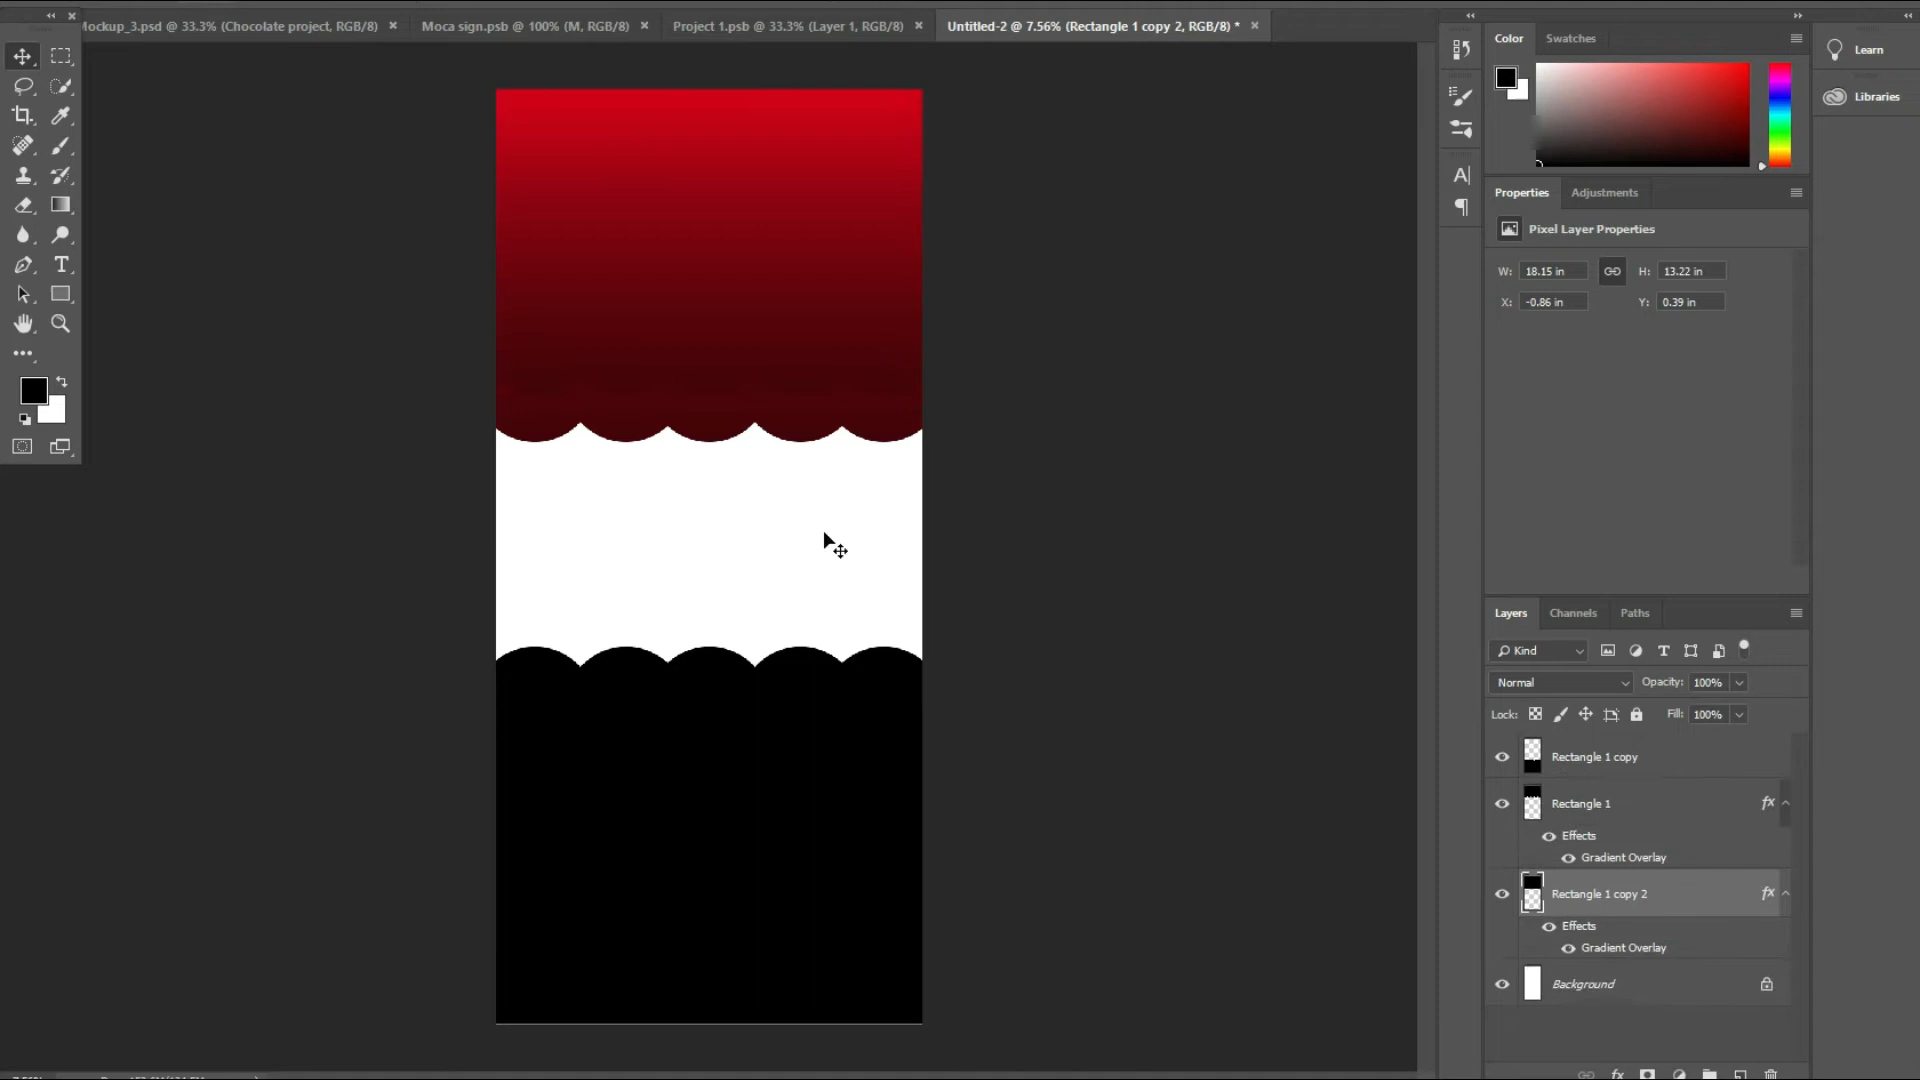 Mockup_3.psd @ 33.3% (Chocolate project, RGB/8)
Moca sign.psb @ 100% (M, RGB/8)
Project 1.psb @ 33.3% (Layer 1, RGB/8)
Untitled-2 @ 7.56% (Rectangle 1 copy 2, RGB/8) *
Color
Swatches
Learn
Libraries
Properties
Adjustments
Pixel Layer Properties
W: 18.15 in
H: 13.22 in
X: -0.86 in
Y: 0.39 in
Layers
Channels
Paths
Kind
Normal
Opacity: 100%
Lock:
Fill: 100%
Rectangle 1 copy
Rectangle 1
fx
Effects
Gradient Overlay
Rectangle 1 copy 2
fx
Effects
Gradient Overlay
Background